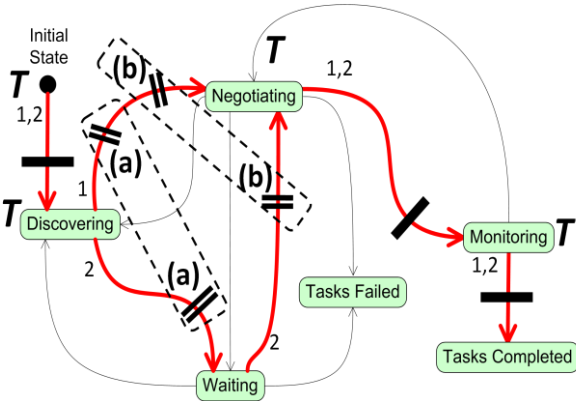 Initial
State
T
1,2
(b)
T
1,2
Negotiating
(a)
1
(b)
T
Discovering
Monitoring
T
2
(a)
1,2
Tasks Failed
2
Tasks Completed
Waiting